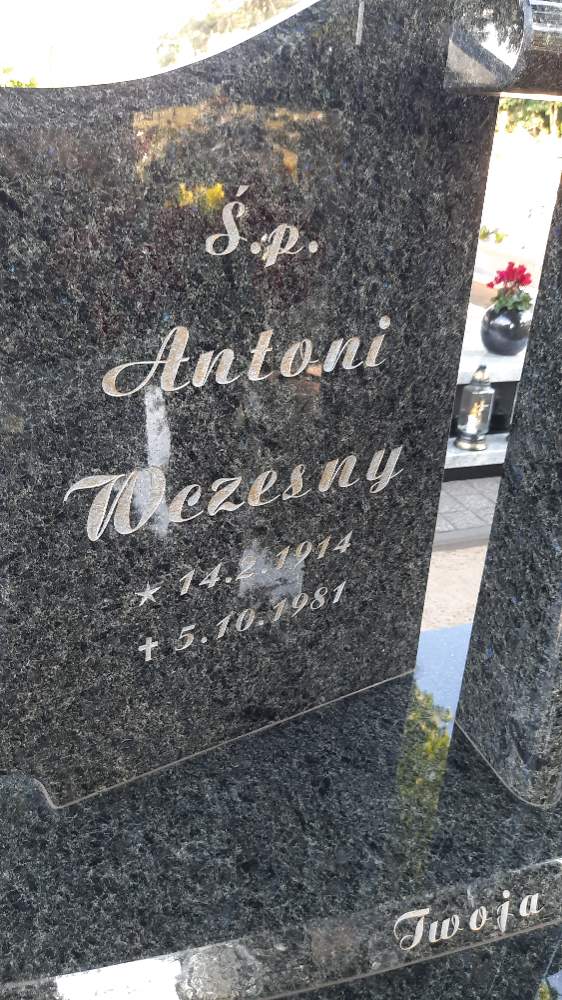 Ś.p.
Antoni
Wczesny
★ 14.2.1914
✝ 5.10.1981
Twoja